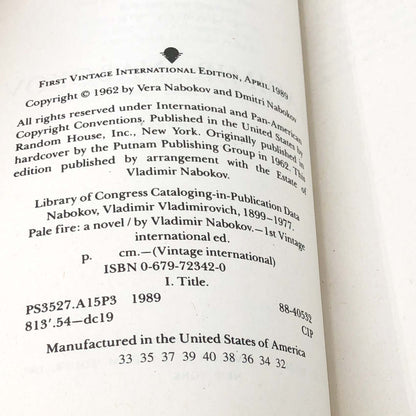 FIRST VINTAGE INTERNATIONAL EDITION, APRIL 1989
Copyright © 1962 by Vera Nabokov and Dmitri Nabokov
All rights reserved under International and Pan-American
Copyright Conventions. Published in the United States by
Random House, Inc., New York. Originally published in
hardcover by the Putnam Publishing Group in 1962. This
edition published by arrangement with the Estate of
Vladimir Nabokov.
Library of Congress Cataloging-in-Publication Data
Nabokov, Vladimir Vladimirovich, 1899–1977.
Pale fire: a novel / by Vladimir Nabokov.—1st Vintage
international ed.
p. cm.—(Vintage international)
ISBN 0-679-72342-0
I. Title.
PS3527.A15P3 1989
813'.54—dc19 88-40532
CIP
Manufactured in the United States of America
33 35 37 39 40 38 36 34 32